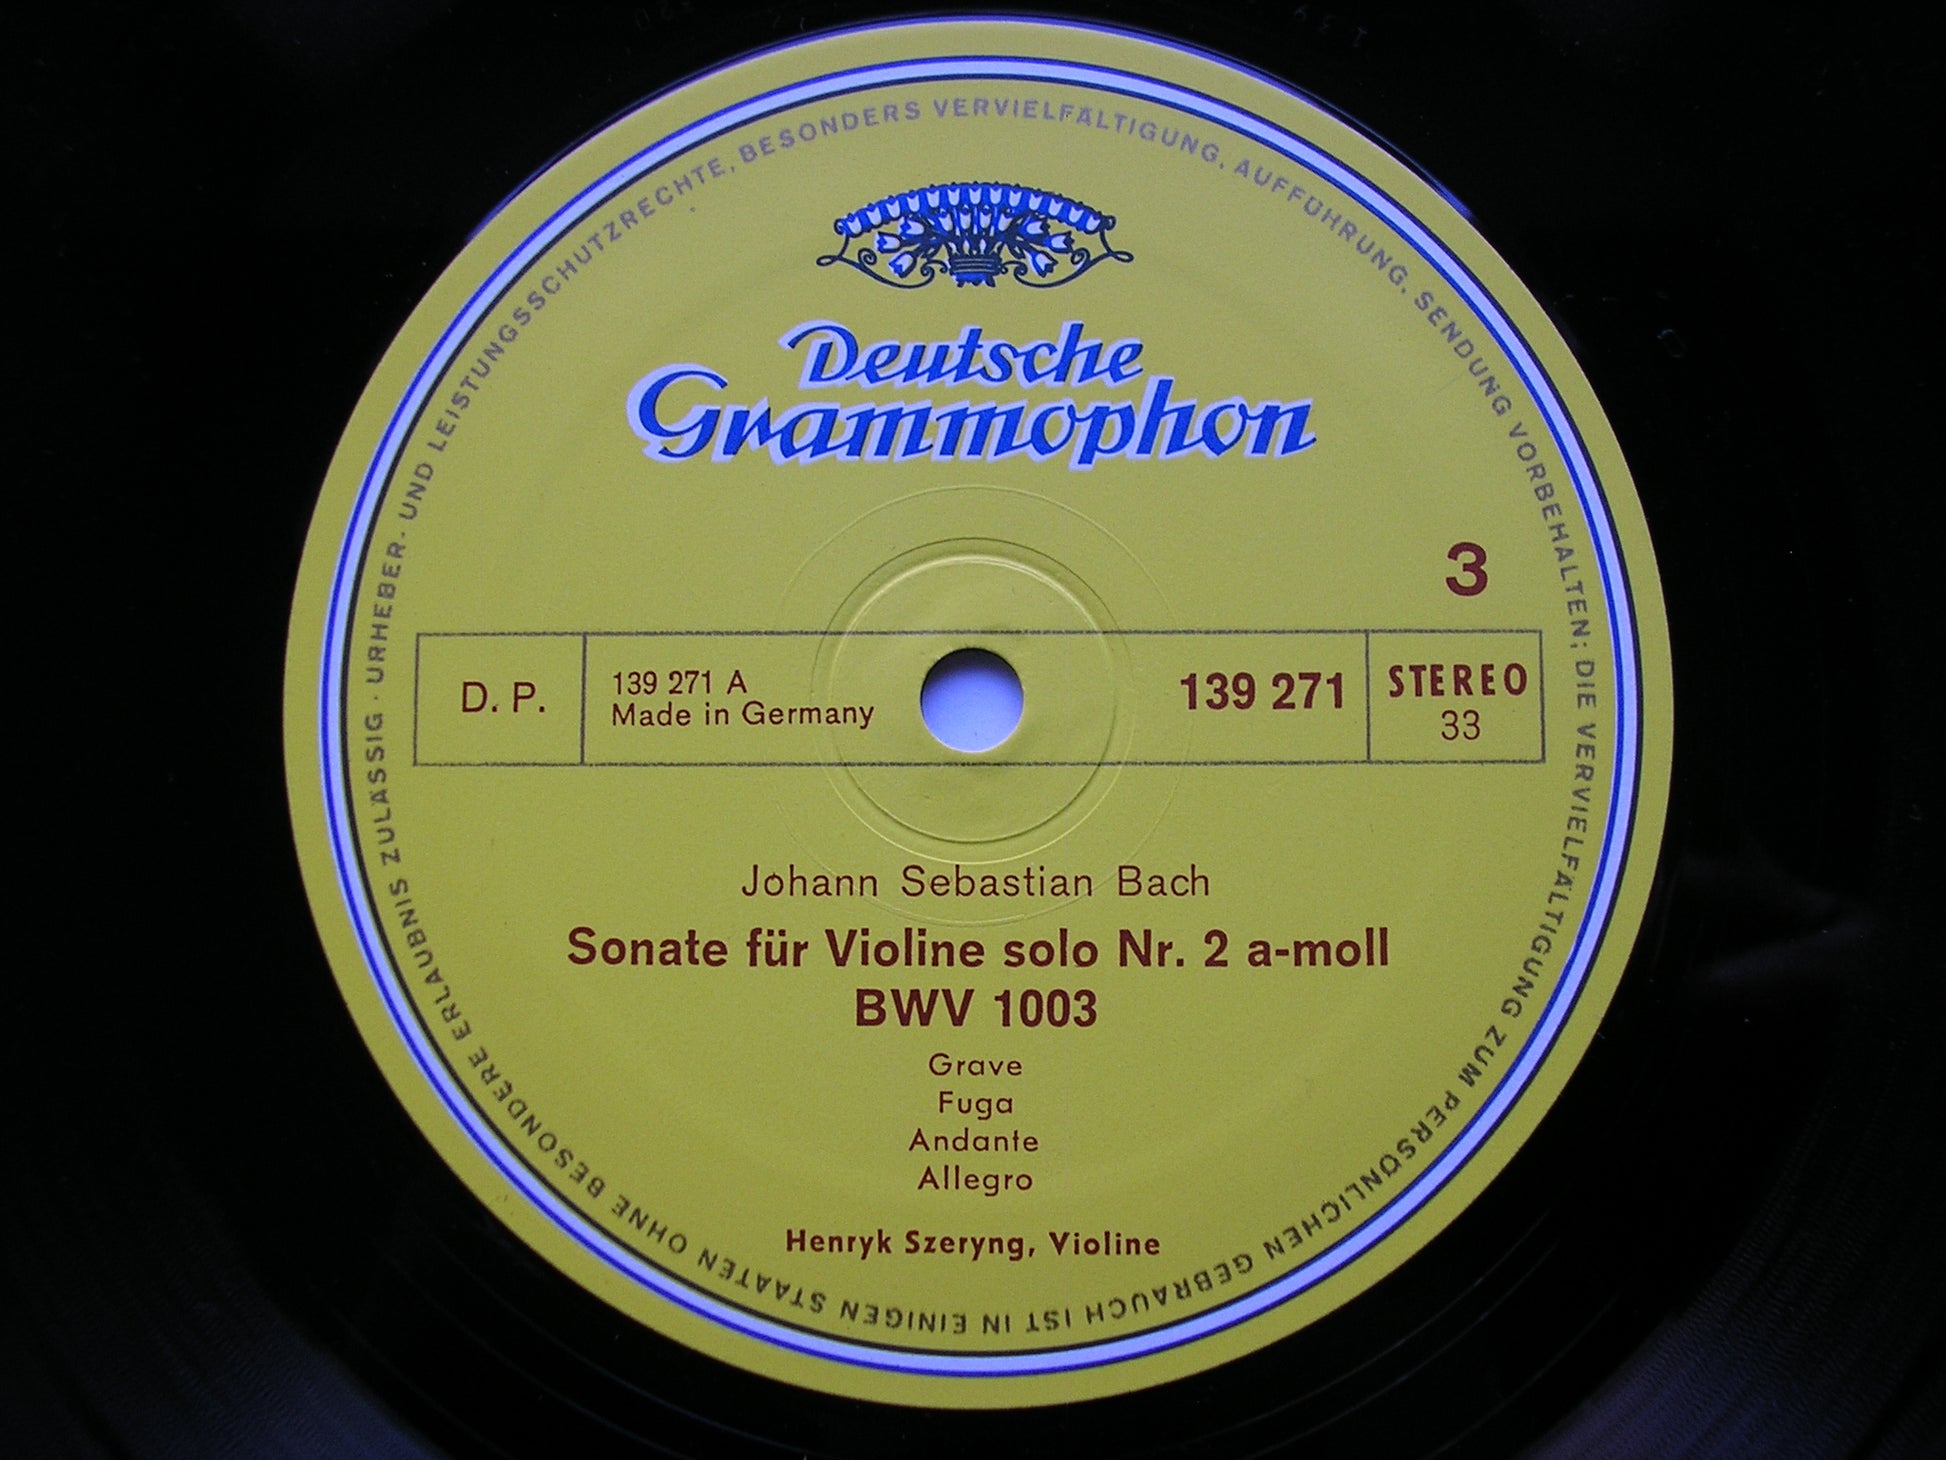 Deutsche
Grammophon
3
D. P.
139 271 A
Made in Germany
139 271
STEREO
33
Johann Sebastian Bach
Sonate für Violine solo Nr. 2 a-moll
BWV 1003
Grave
Fuga
Andante
Allegro
Henryk Szeryng, Violine
URHEBER- UND LEISTUNGSSCHUTZRECHTE, BESONDERS VERVIELFÄLTIGUNG, AUFFÜHRUNG, SENDUNG VORBEHALTEN; DIE VERVIELFÄLTIGUNG ZUM PERSÖNLICHEN GEBRAUCH IST IN EINIGEN STAATEN OHNE BESONDERE ERLAUBNIS ZULÄSSIG ·